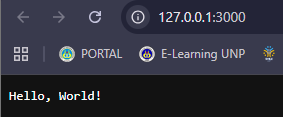 127.0.0.1:3000
PORTAL
E-Learning UNP
Hello, World!